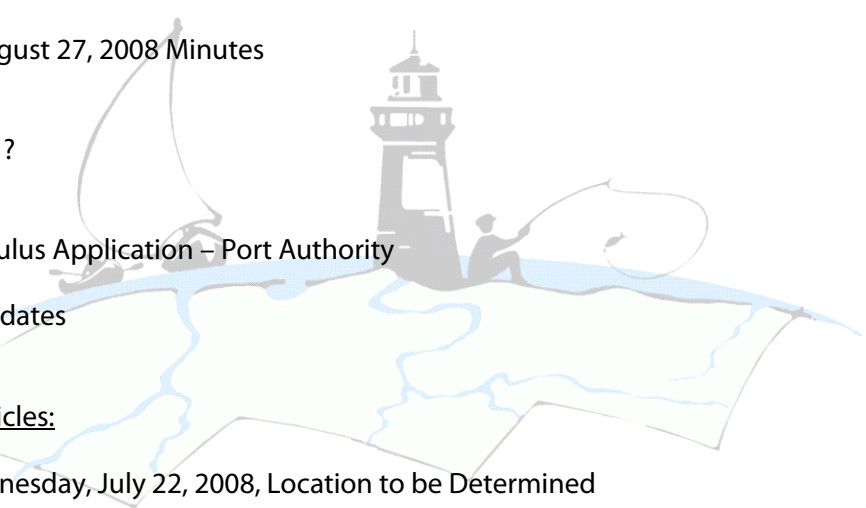 gust 27, 2008 Minutes
?
ulus Application – Port Authority
dates
icles:
nesday, July 22, 2008, Location to be Determined